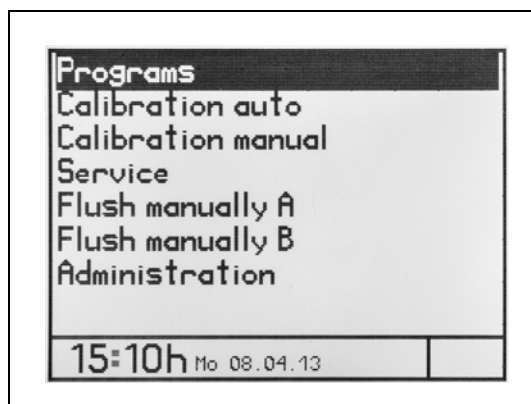 Programs
Calibration auto
Calibration manual
Service
Flush manually A
Flush manually B
Administration
15:10h Mo 08.04.13